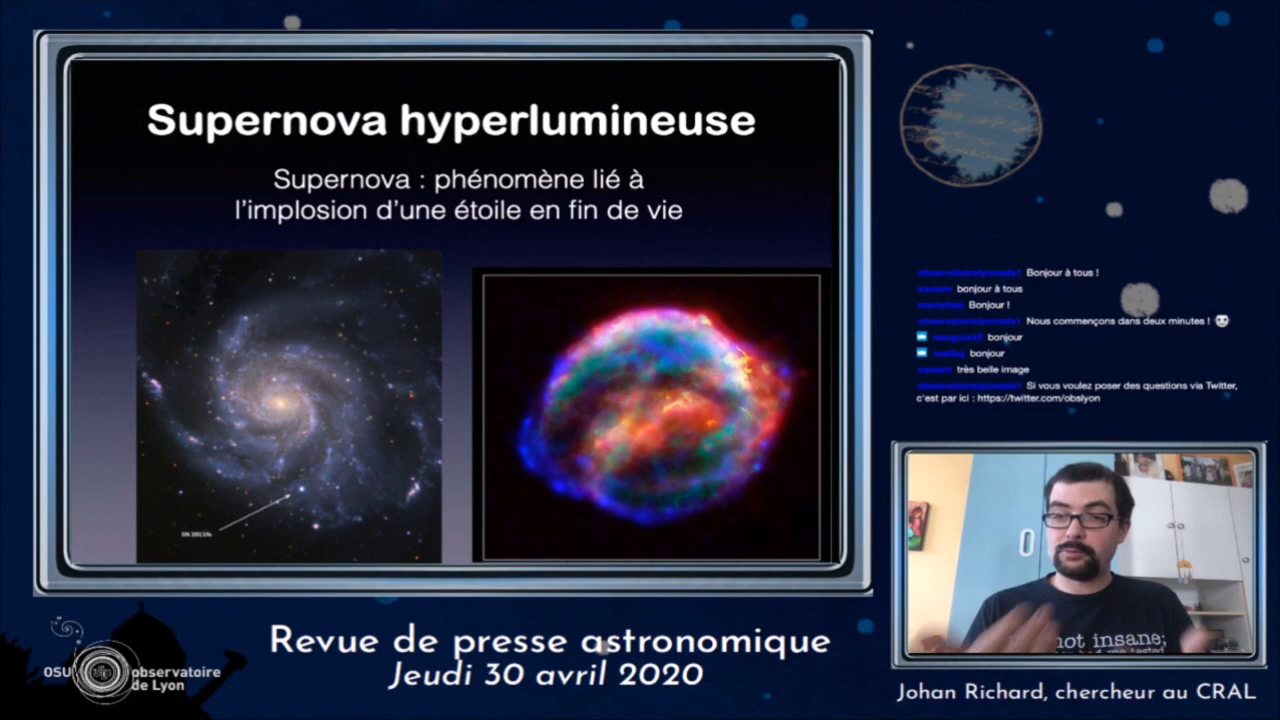 Supernova hyperlumineuse
Supernova : phénomène lié à
l'implosion d'une étoile en fin de vie
SN 2011fe
Bonjour à tous !
bonjour à tous
Bonjour !
Nous commençons dans deux minutes !
bonjour
bonjour
très belle image
Si vous voulez poser des questions via Twitter,
c'est par ici : https://twitter.com/obslyon
not insane;
Revue de presse astronomique
Jeudi 30 avril 2020
OSU
observatoire
de Lyon
Johan Richard, chercheur au CRAL